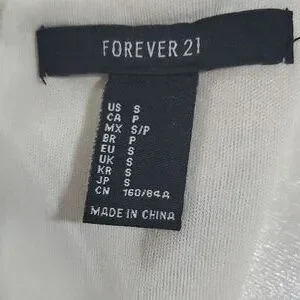 FOREVER 21
US S
CA P
MX S/P
BR P
EU S
UK S
KR S
JP S
CN 160/84A
MADE IN CHINA